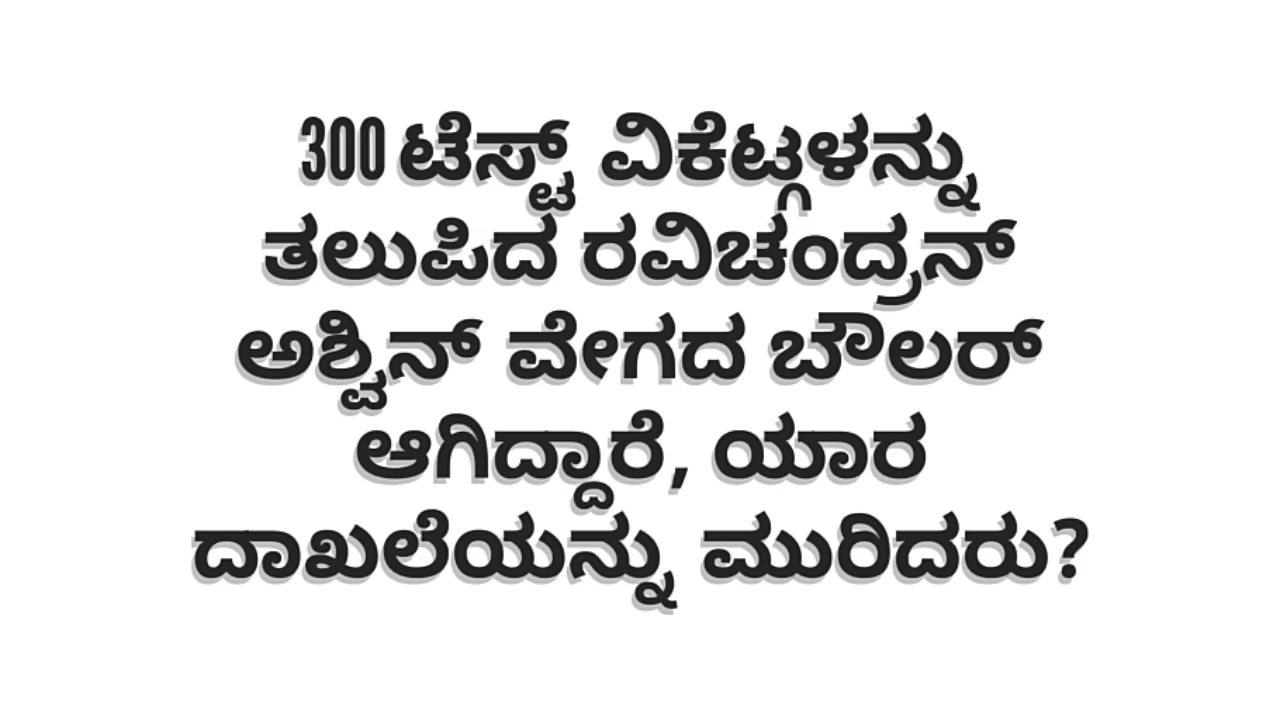 300 ಟೆಸ್ಟ್ ವಿಕೆಟ್ಗಳನ್ನು
ತಲುಪಿದ ರವಿಚಂದ್ರನ್
ಅಶ್ವಿನ್ ವೇಗದ ಬೌಲರ್
ಆಗಿದ್ದಾರೆ, ಯಾರ
ದಾಖಲೆಯನ್ನು ಮುರಿದರು?